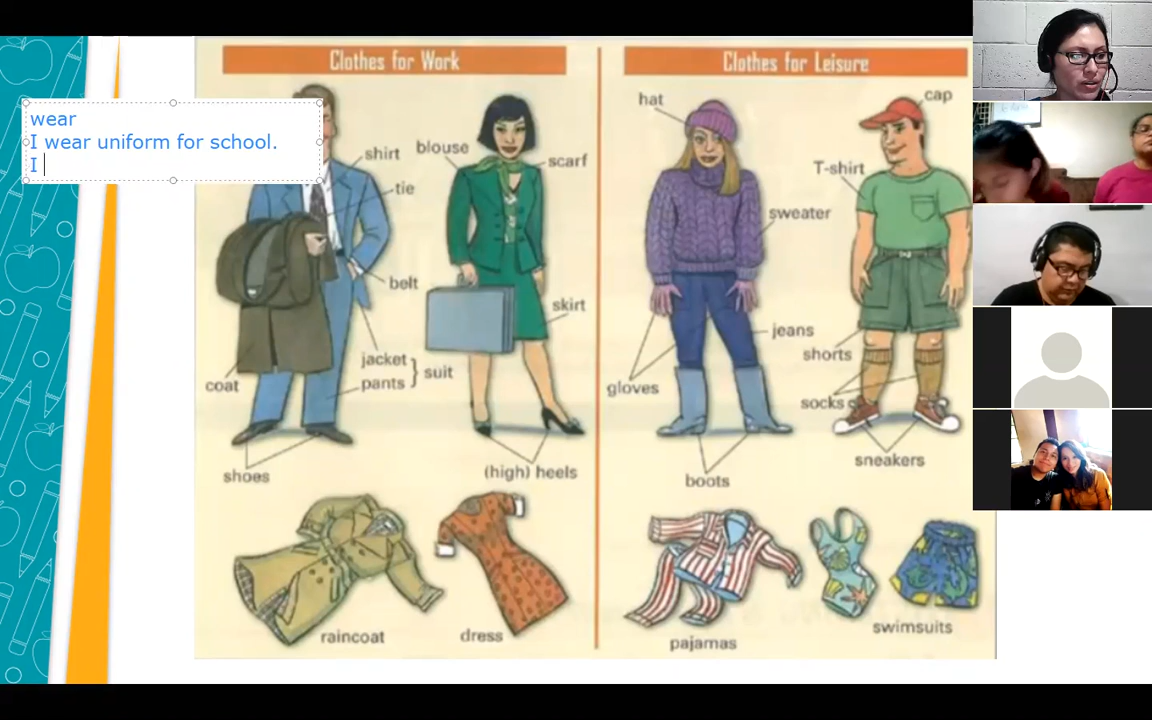 Clothes for Work
Clothes for Leisure
wear
I wear uniform for school.
I
shirt
blouse
scarf
tie
belt
skirt
jacket
pants
suit
coat
shoes
(high) heels
raincoat
dress
hat
cap
T-shirt
sweater
jeans
shorts
gloves
socks
sneakers
boots
pajamas
swimsuits